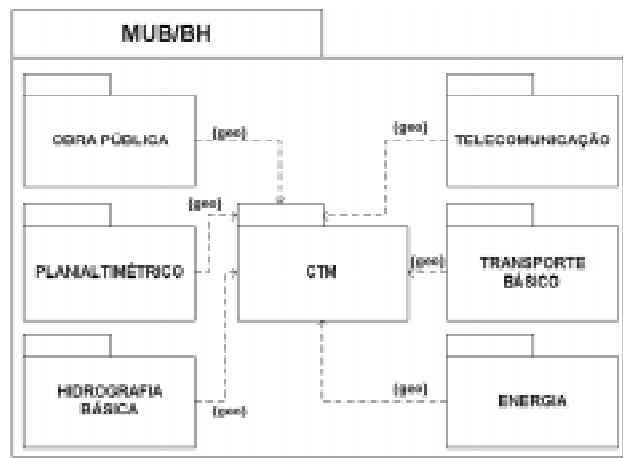 MUB/BH
OBRA PÚBLICA
{geo}
{geo}
TELECOMUNICAÇÃO
{geo}
PLANIALTIMÉTRICO
CTM
{geo}
TRANSPORTE
BÁSICO
HIDROGRAFIA
BÁSICA
{geo}
{geo}
ENERGIA